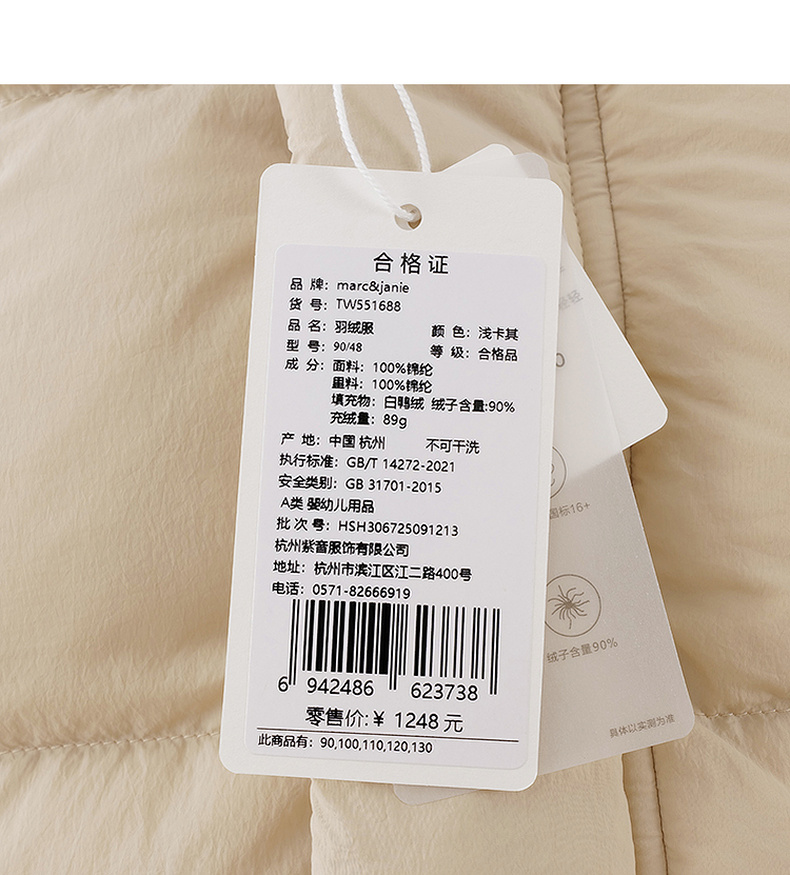 合格证
品 牌: marc&janie
货 号: TW551688
品 名: 羽绒服 颜 色: 浅卡其
型 号: 90/48 等 级: 合格品
成 分: 面料: 100%锦纶
里料: 100%锦纶
填充物: 白鸭绒 绒子含量:90%
充绒量: 89g
产 地: 中国 杭州 不可干洗
执行标准: GB/T 14272-2021
安全类别: GB 31701-2015
A类 婴幼儿用品
批 次 号: HSH306725091213
杭州紫音服饰有限公司
地址: 杭州市滨江区江二路400号
电话: 0571-82666919
6 942486 623738
零售价:¥ 1248 元
此商品有: 90,100,110,120,130
国标16+
绒子含量90%
具体以实测为准